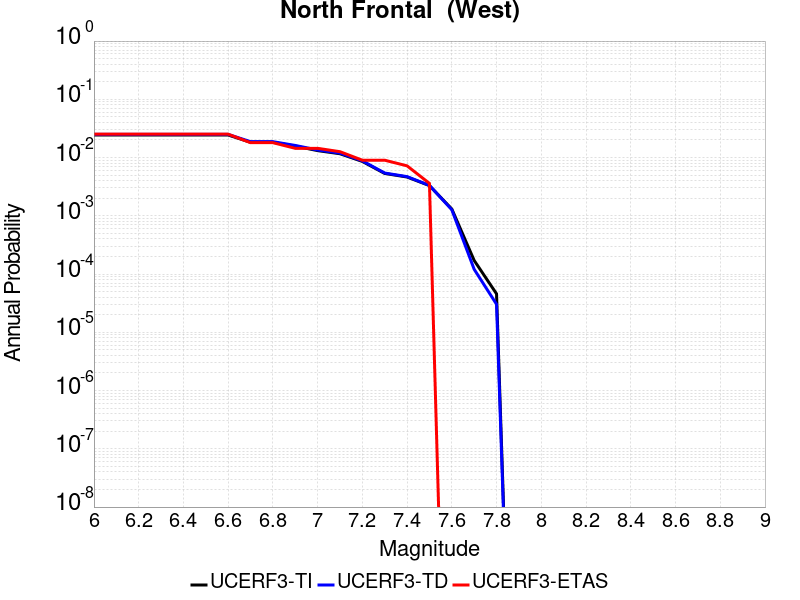 North Frontal  (West)
10^0
10^-1
10^-2
10^-3
10^-4
10^-5
10^-6
10^-7
10^-8
Annual Probability
6 6.2 6.4 6.6 6.8 7 7.2 7.4 7.6 7.8 8 8.2 8.4 8.6 8.8 9
Magnitude
UCERF3-TI UCERF3-TD UCERF3-ETAS